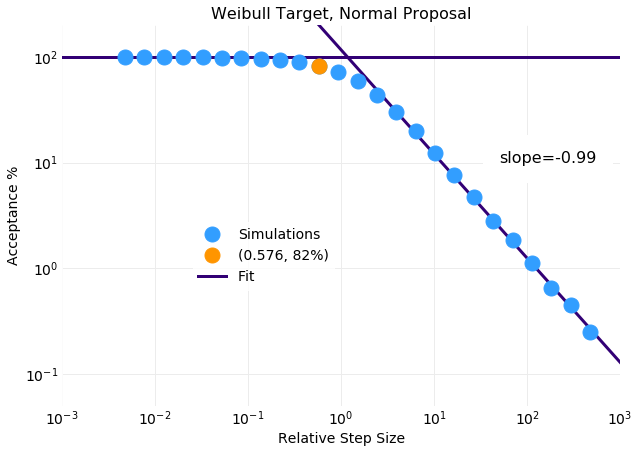 Weibull Target, Normal Proposal
Acceptance %
10²
10¹
10⁰
10⁻¹
slope=-0.99
Simulations
(0.576, 82%)
Fit
10⁻³ 10⁻² 10⁻¹ 10⁰ 10¹ 10² 10³
Relative Step Size